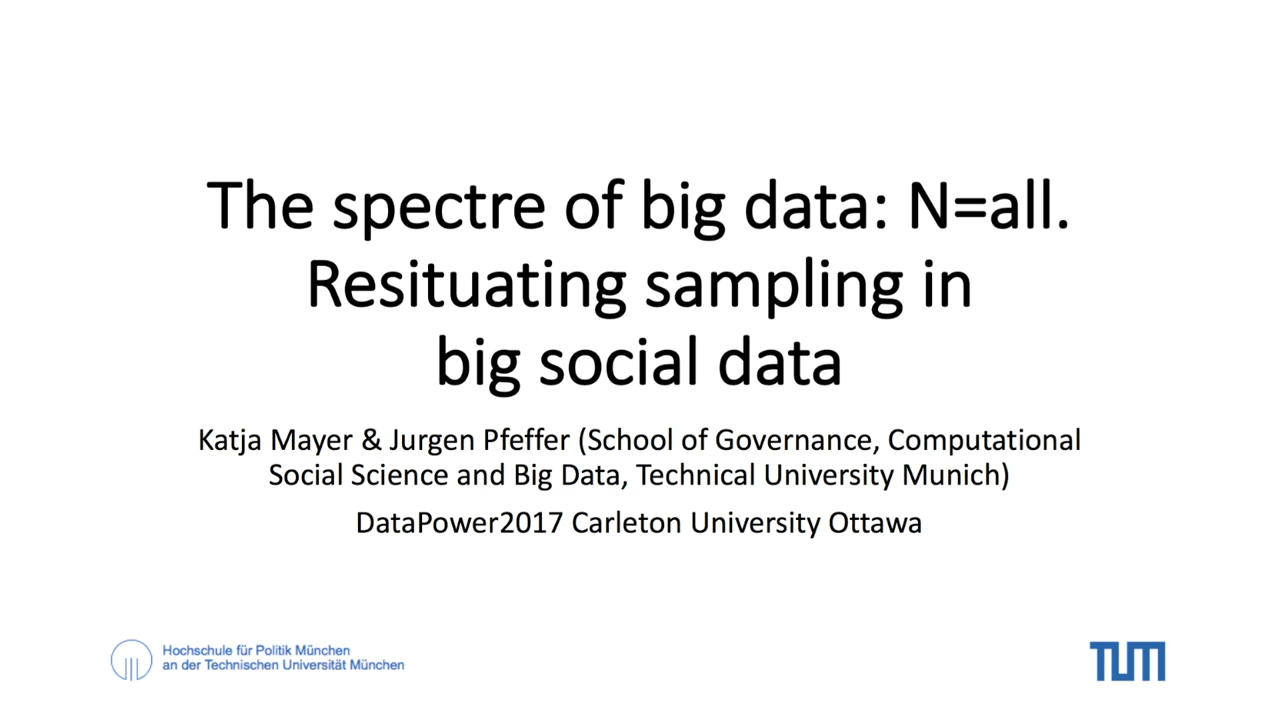 The spectre of big data: N=all.
Resituating sampling in
big social data
Katja Mayer & Jurgen Pfeffer (School of Governance, Computational
Social Science and Big Data, Technical University Munich)
DataPower2017 Carleton University Ottawa
Hochschule für Politik München
an der Technischen Universität München
TUM